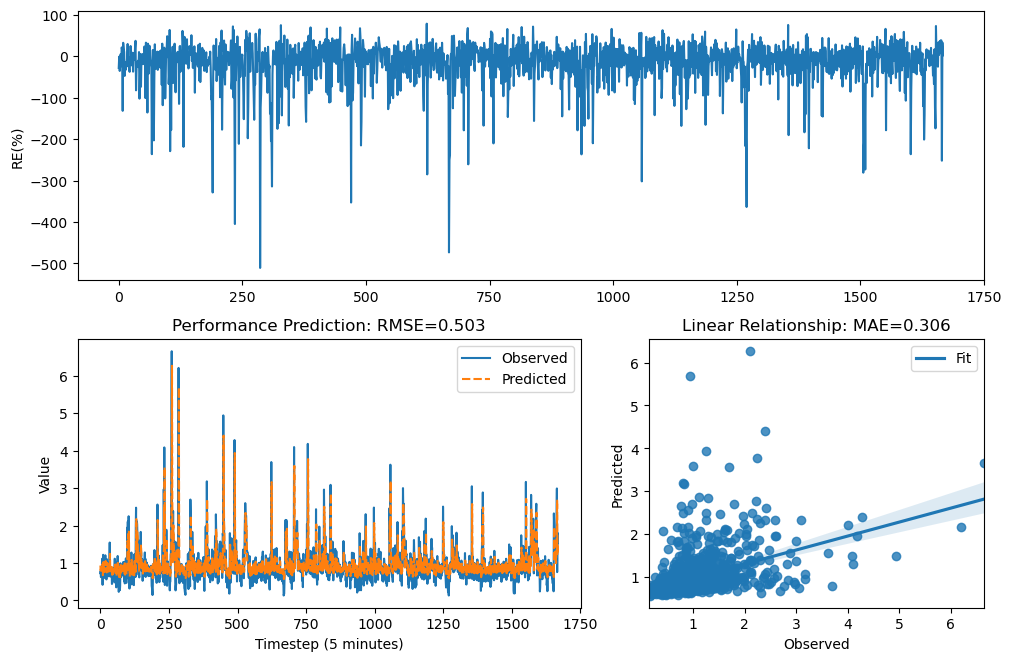 RE(%)
100
0
−100
−200
−300
−400
−500
0 250 500 750 1000 1250 1500 1750
Performance Prediction: RMSE=0.503
Value
6
5
4
3
2
1
0
Observed
Predicted
0 250 500 750 1000 1250 1500 1750
Timestep (5 minutes)
Linear Relationship: MAE=0.306
Predicted
6
5
4
3
2
1
Fit
1 2 3 4 5 6
Observed